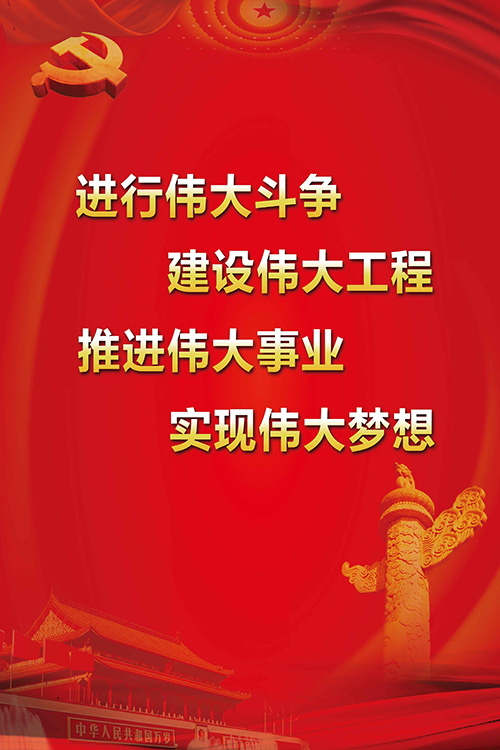 进行伟大斗争
建设伟大工程
推进伟大事业
实现伟大梦想
中华人民共和国万岁